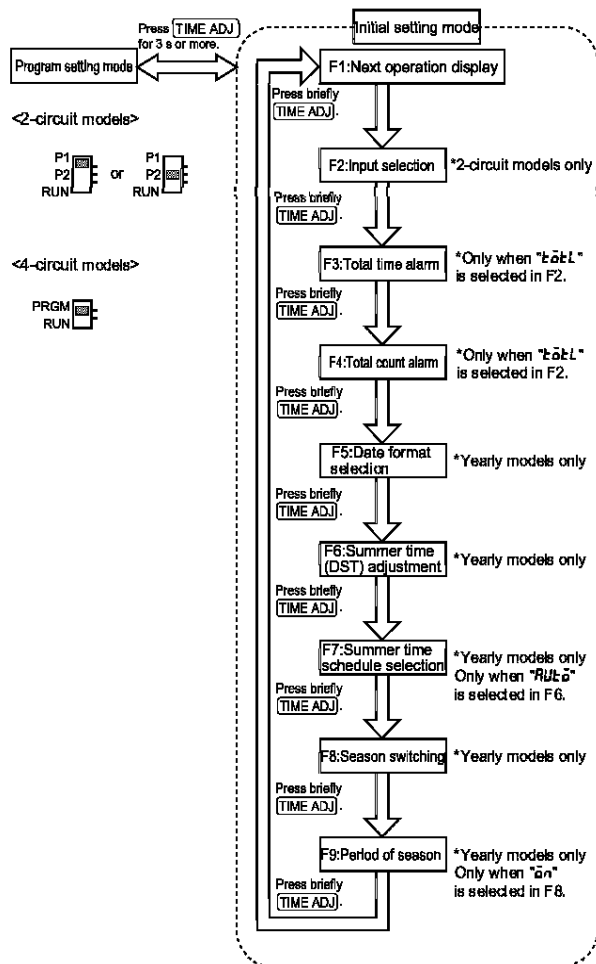 Press TIME ADJ
for 3 s or more.
Initial setting mode
Program setting mode
F1:Next operation display
<2-circuit models>
P1
P2
RUN
or
P1
P2
RUN
<4-circuit models>
PRGM
RUN
Press briefly
TIME ADJ.
F2:Input selection
*2-circuit models only
Press briefly
TIME ADJ.
F3:Total time alarm
*Only when "totL"
is selected in F2.
Press briefly
TIME ADJ.
F4:Total count alarm
*Only when "totL"
is selected in F2.
Press briefly
TIME ADJ.
F5:Date format
selection
*Yearly models only
Press briefly
TIME ADJ.
F6:Summer time
(DST) adjustment
*Yearly models only
Press briefly
TIME ADJ.
F7:Summer time
schedule selection
*Yearly models only
Only when "AUto"
is selected in F6.
Press briefly
TIME ADJ.
F8:Season switching
*Yearly models only
Press briefly
TIME ADJ.
F9:Period of season
*Yearly models only
Only when "on"
is selected in F8.
Press briefly
TIME ADJ.